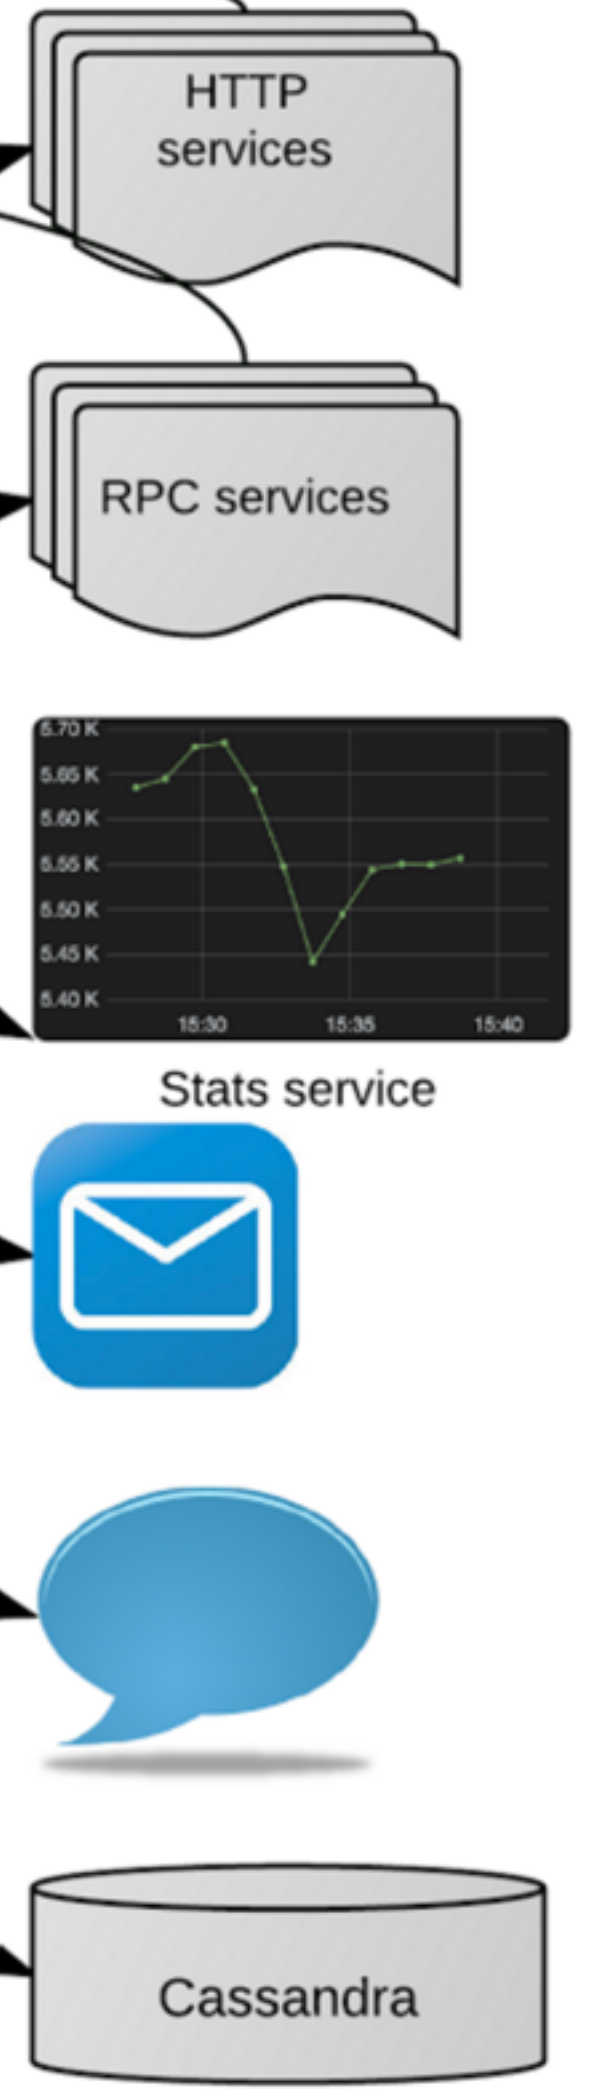 HTTP
services
RPC services
5.70 K
5.65 K
5.60 K
5.55 K
5.50 K
5.45 K
5.40 K
15:30 15:35 15:40
Stats service
Cassandra